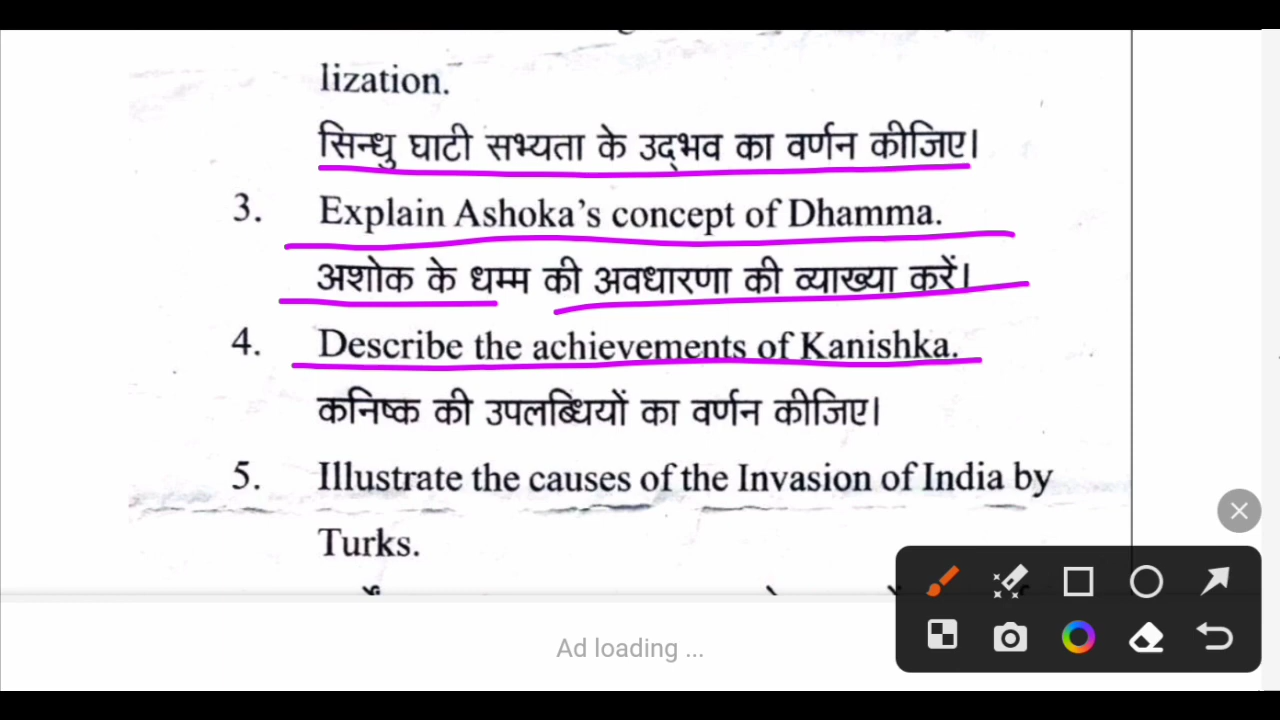 lization.
सिन्धु घाटी सभ्यता के उद्‌भव का वर्णन कीजिए।
3. Explain Ashoka's concept of Dhamma.
अशोक के धम्म की अवधारणा की व्याख्या करें।
4. Describe the achievements of Kanishka.
कनिष्क की उपलब्धियों का वर्णन कीजिए।
5. Illustrate the causes of the Invasion of India by
Turks.
Ad loading ...